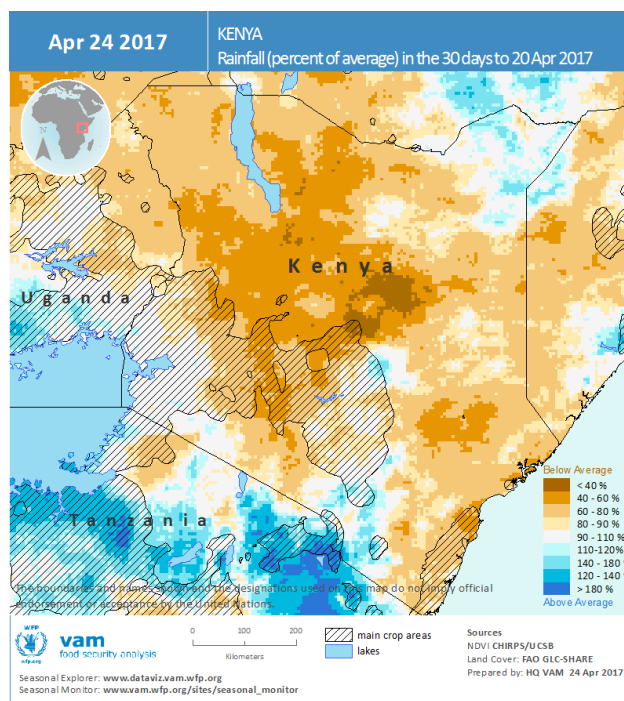 Apr 24 2017
KENYA
Rainfall (percent of average) in the 30 days to 20 Apr 2017
N
Kenya
Uganda
Tanzania
Below Average
< 40 %
40 - 60 %
60 - 80 %
80 - 90 %
90 - 110 %
110-120%
140 - 180 %
120 - 140 %
> 180 %
Above Average
The boundaries and names shown and the designations used on this map do not imply official
endorsement or acceptance by the United Nations.
WFP
wfp.org
vam
food security analysis
0 100 200
Kilometers
main crop areas
lakes
Sources
NDVI CHIRPS/UCSB
Land Cover: FAO GLC-SHARE
Prepared by: HQ VAM 24 Apr 2017
Seasonal Explorer: www.dataviz.vam.wfp.org
Seasonal Monitor: www.vam.wfp.org/sites/seasonal_monitor